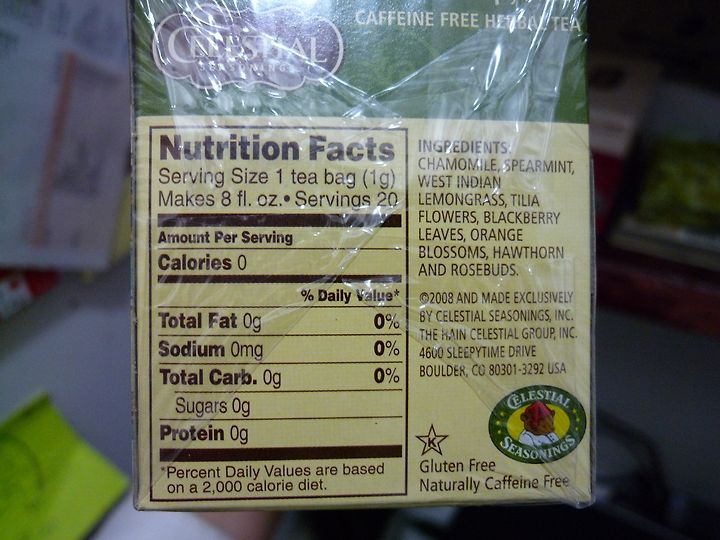 CELESTIAL
SEASONINGS
CAFFEINE FREE HERBAL TEA
Nutrition Facts
Serving Size 1 tea bag (1g)
Makes 8 fl. oz.• Servings 20
Amount Per Serving
Calories 0
% Daily Value*
Total Fat 0g 0%
Sodium 0mg 0%
Total Carb. 0g 0%
Sugars 0g
Protein 0g
*Percent Daily Values are based
on a 2,000 calorie diet.
INGREDIENTS:
CHAMOMILE, SPEARMINT,
WEST INDIAN
LEMONGRASS, TILIA
FLOWERS, BLACKBERRY
LEAVES, ORANGE
BLOSSOMS, HAWTHORN
AND ROSEBUDS.
©2008 AND MADE EXCLUSIVELY
BY CELESTIAL SEASONINGS, INC.
THE HAIN CELESTIAL GROUP, INC.
4600 SLEEPYTIME DRIVE
BOULDER, CO 80301-3292 USA
CELESTIAL
SEASONINGS
K
Gluten Free
Naturally Caffeine Free